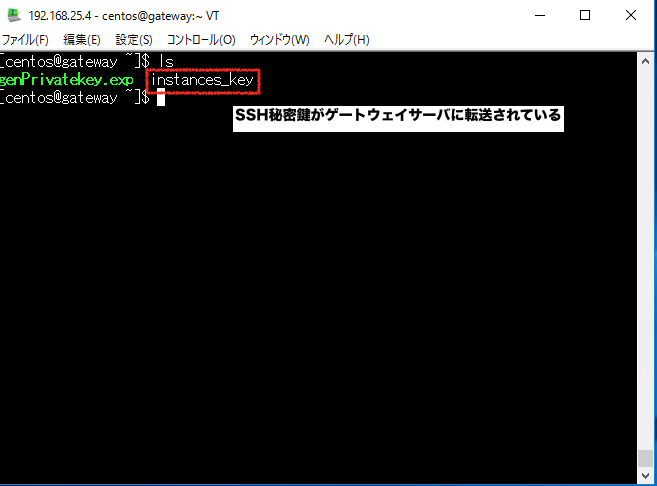 192.168.25.4 - centos@gateway:~ VT
ファイル(F) 編集(E) 設定(S) コントロール(O) ウィンドウ(W) ヘルプ(H)
[centos@gateway ~]$ ls
genPrivatekey.exp instances_key
[centos@gateway ~]$
SSH秘密鍵がゲートウェイサーバに転送されている